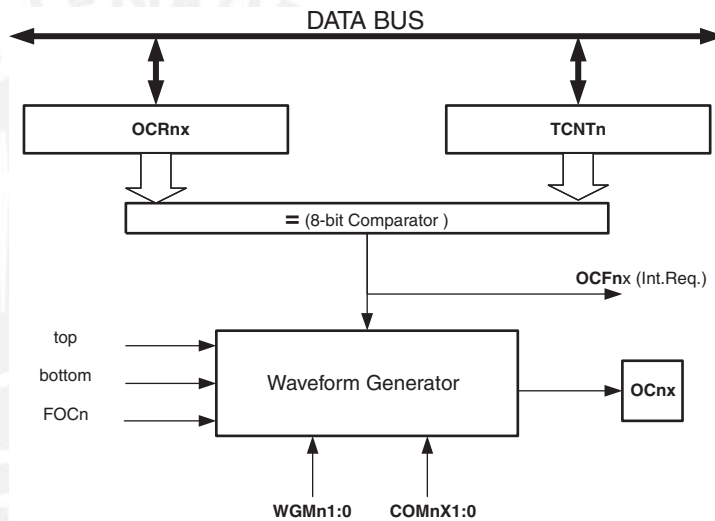 DATA BUS
OCRnx
TCNTn
= (8-bit Comparator )
OCFnx (Int.Req.)
top
bottom
FOCn
Waveform Generator
OCnx
WGMn1:0
COMnX1:0